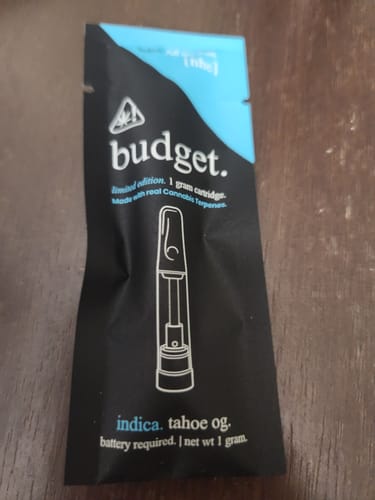 [nhc]
budget.
limited edition. 1 gram cartridge.
Made with real Cannabis Terpenes.
indica. tahoe og.
battery required. | net wt 1 gram.